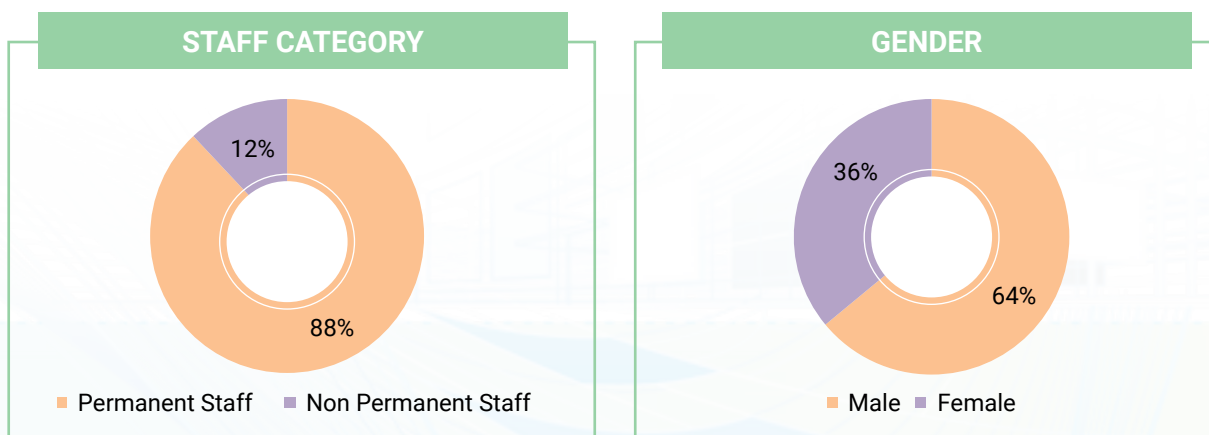 STAFF CATEGORY
12%
88%
Permanent Staff
Non Permanent Staff
GENDER
36%
64%
Male
Female